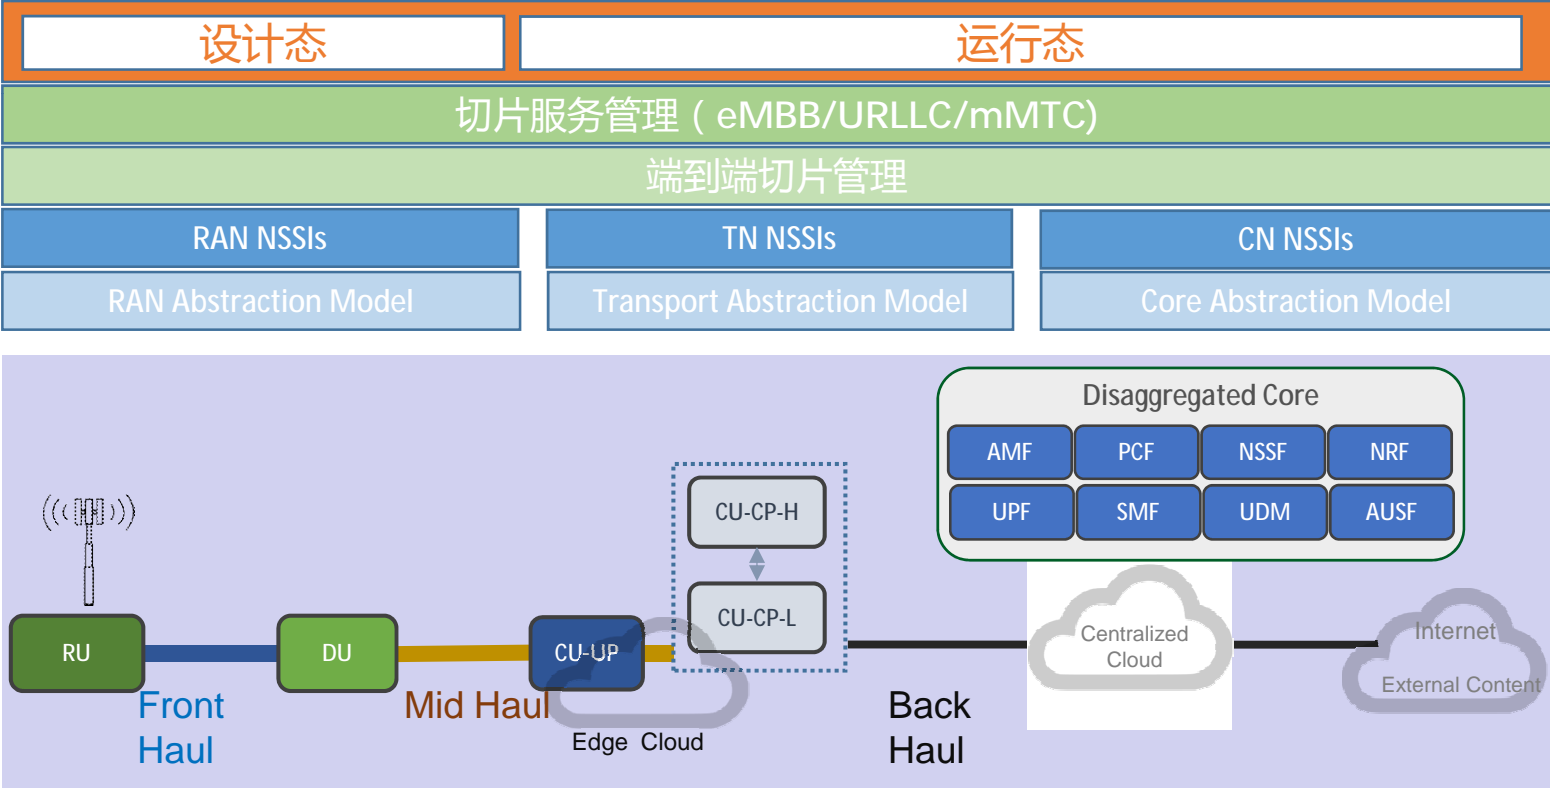 设计态
运行态
切片服务管理 ( eMBB/URLLC/mMTC)
端到端切片管理
RAN NSSIs
TN NSSIs
CN NSSIs
RAN Abstraction Model
Transport Abstraction Model
Core Abstraction Model
Disaggregated Core
AMF
PCF
NSSF
NRF
UPF
SMF
UDM
AUSF
CU-CP-H
CU-CP-L
RU
DU
CU-UP
Centralized
Cloud
Internet
External Content
Front
Haul
Mid Haul
Edge Cloud
Back
Haul